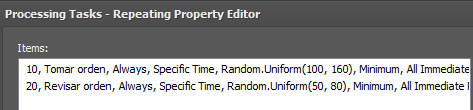 Processing Tasks - Repeating Property Editor
Items:
10, Tomar orden, Always, Specific Time, Random.Uniform(100, 160), Minimum, All Immediate
20, Revisar orden, Always, Specific Time, Random.Uniform(50, 80), Minimum, All Immediate